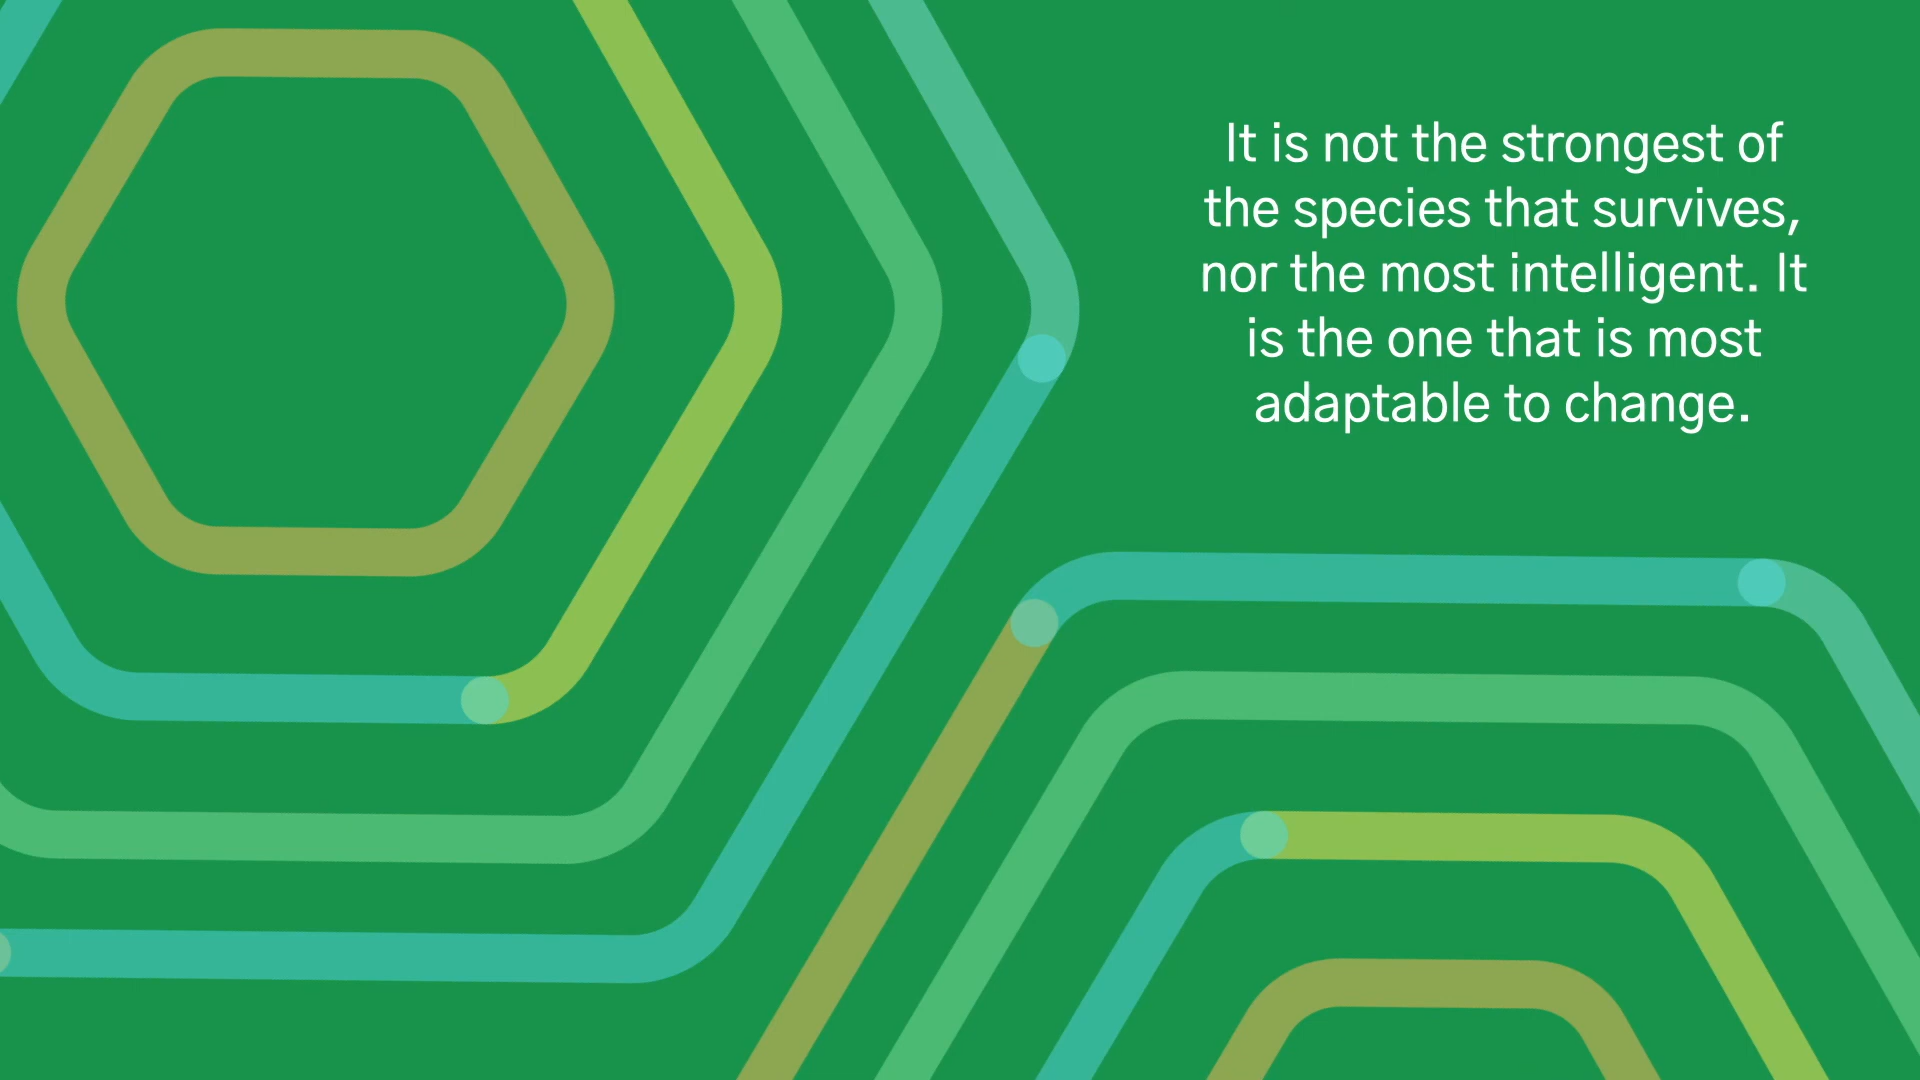 It is not the strongest of
the species that survives,
nor the most intelligent. It
is the one that is most
adaptable to change.